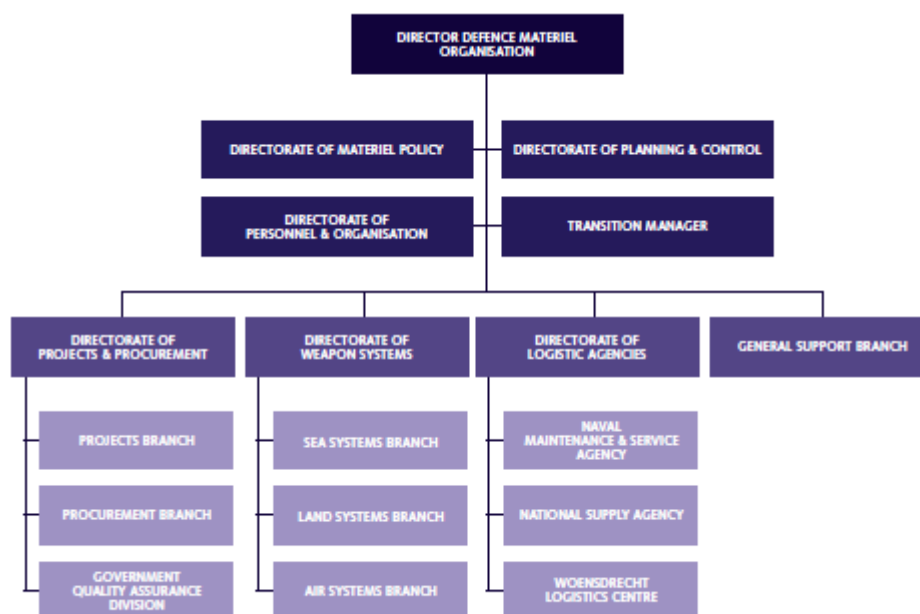 DIRECTOR DEFENCE MATERIEL
ORGANISATION
DIRECTORATE OF MATERIEL POLICY
DIRECTORATE OF PLANNING & CONTROL
DIRECTORATE OF
PERSONNEL & ORGANISATION
TRANSITION MANAGER
DIRECTORATE OF
PROJECTS & PROCUREMENT
DIRECTORATE OF
WEAPON SYSTEMS
DIRECTORATE OF
LOGISTIC AGENCIES
GENERAL SUPPORT BRANCH
PROJECTS BRANCH
SEA SYSTEMS BRANCH
NAVAL
MAINTENANCE & SERVICE
AGENCY
PROCUREMENT BRANCH
LAND SYSTEMS BRANCH
NATIONAL SUPPLY AGENCY
GOVERNMENT
QUALITY ASSURANCE
DIVISION
AIR SYSTEMS BRANCH
WOENSDRECHT
LOGISTICS CENTRE